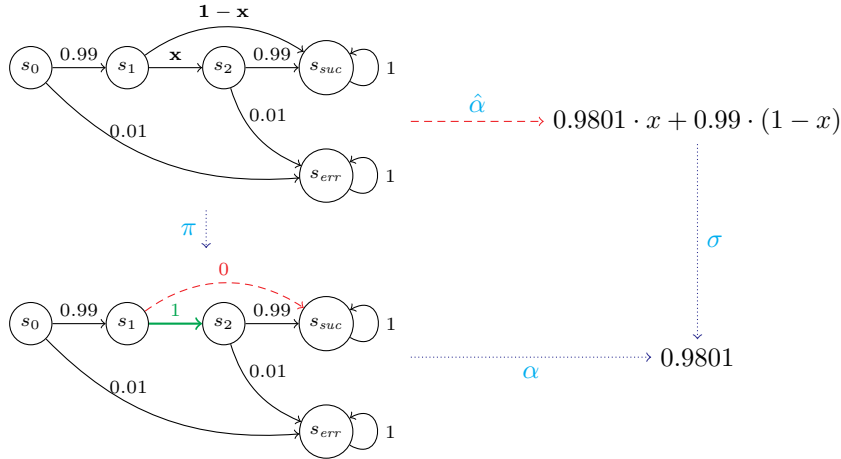 1 − x
0.99 x 0.99
s0 s1 s2 ssuc 1
0.01 0.01
α̂
0.9801 · x + 0.99 · (1 − x)
serr 1
π
σ
0
0.99 1 0.99
s0 s1 s2 ssuc 1
0.01 0.01
α
0.9801
serr 1